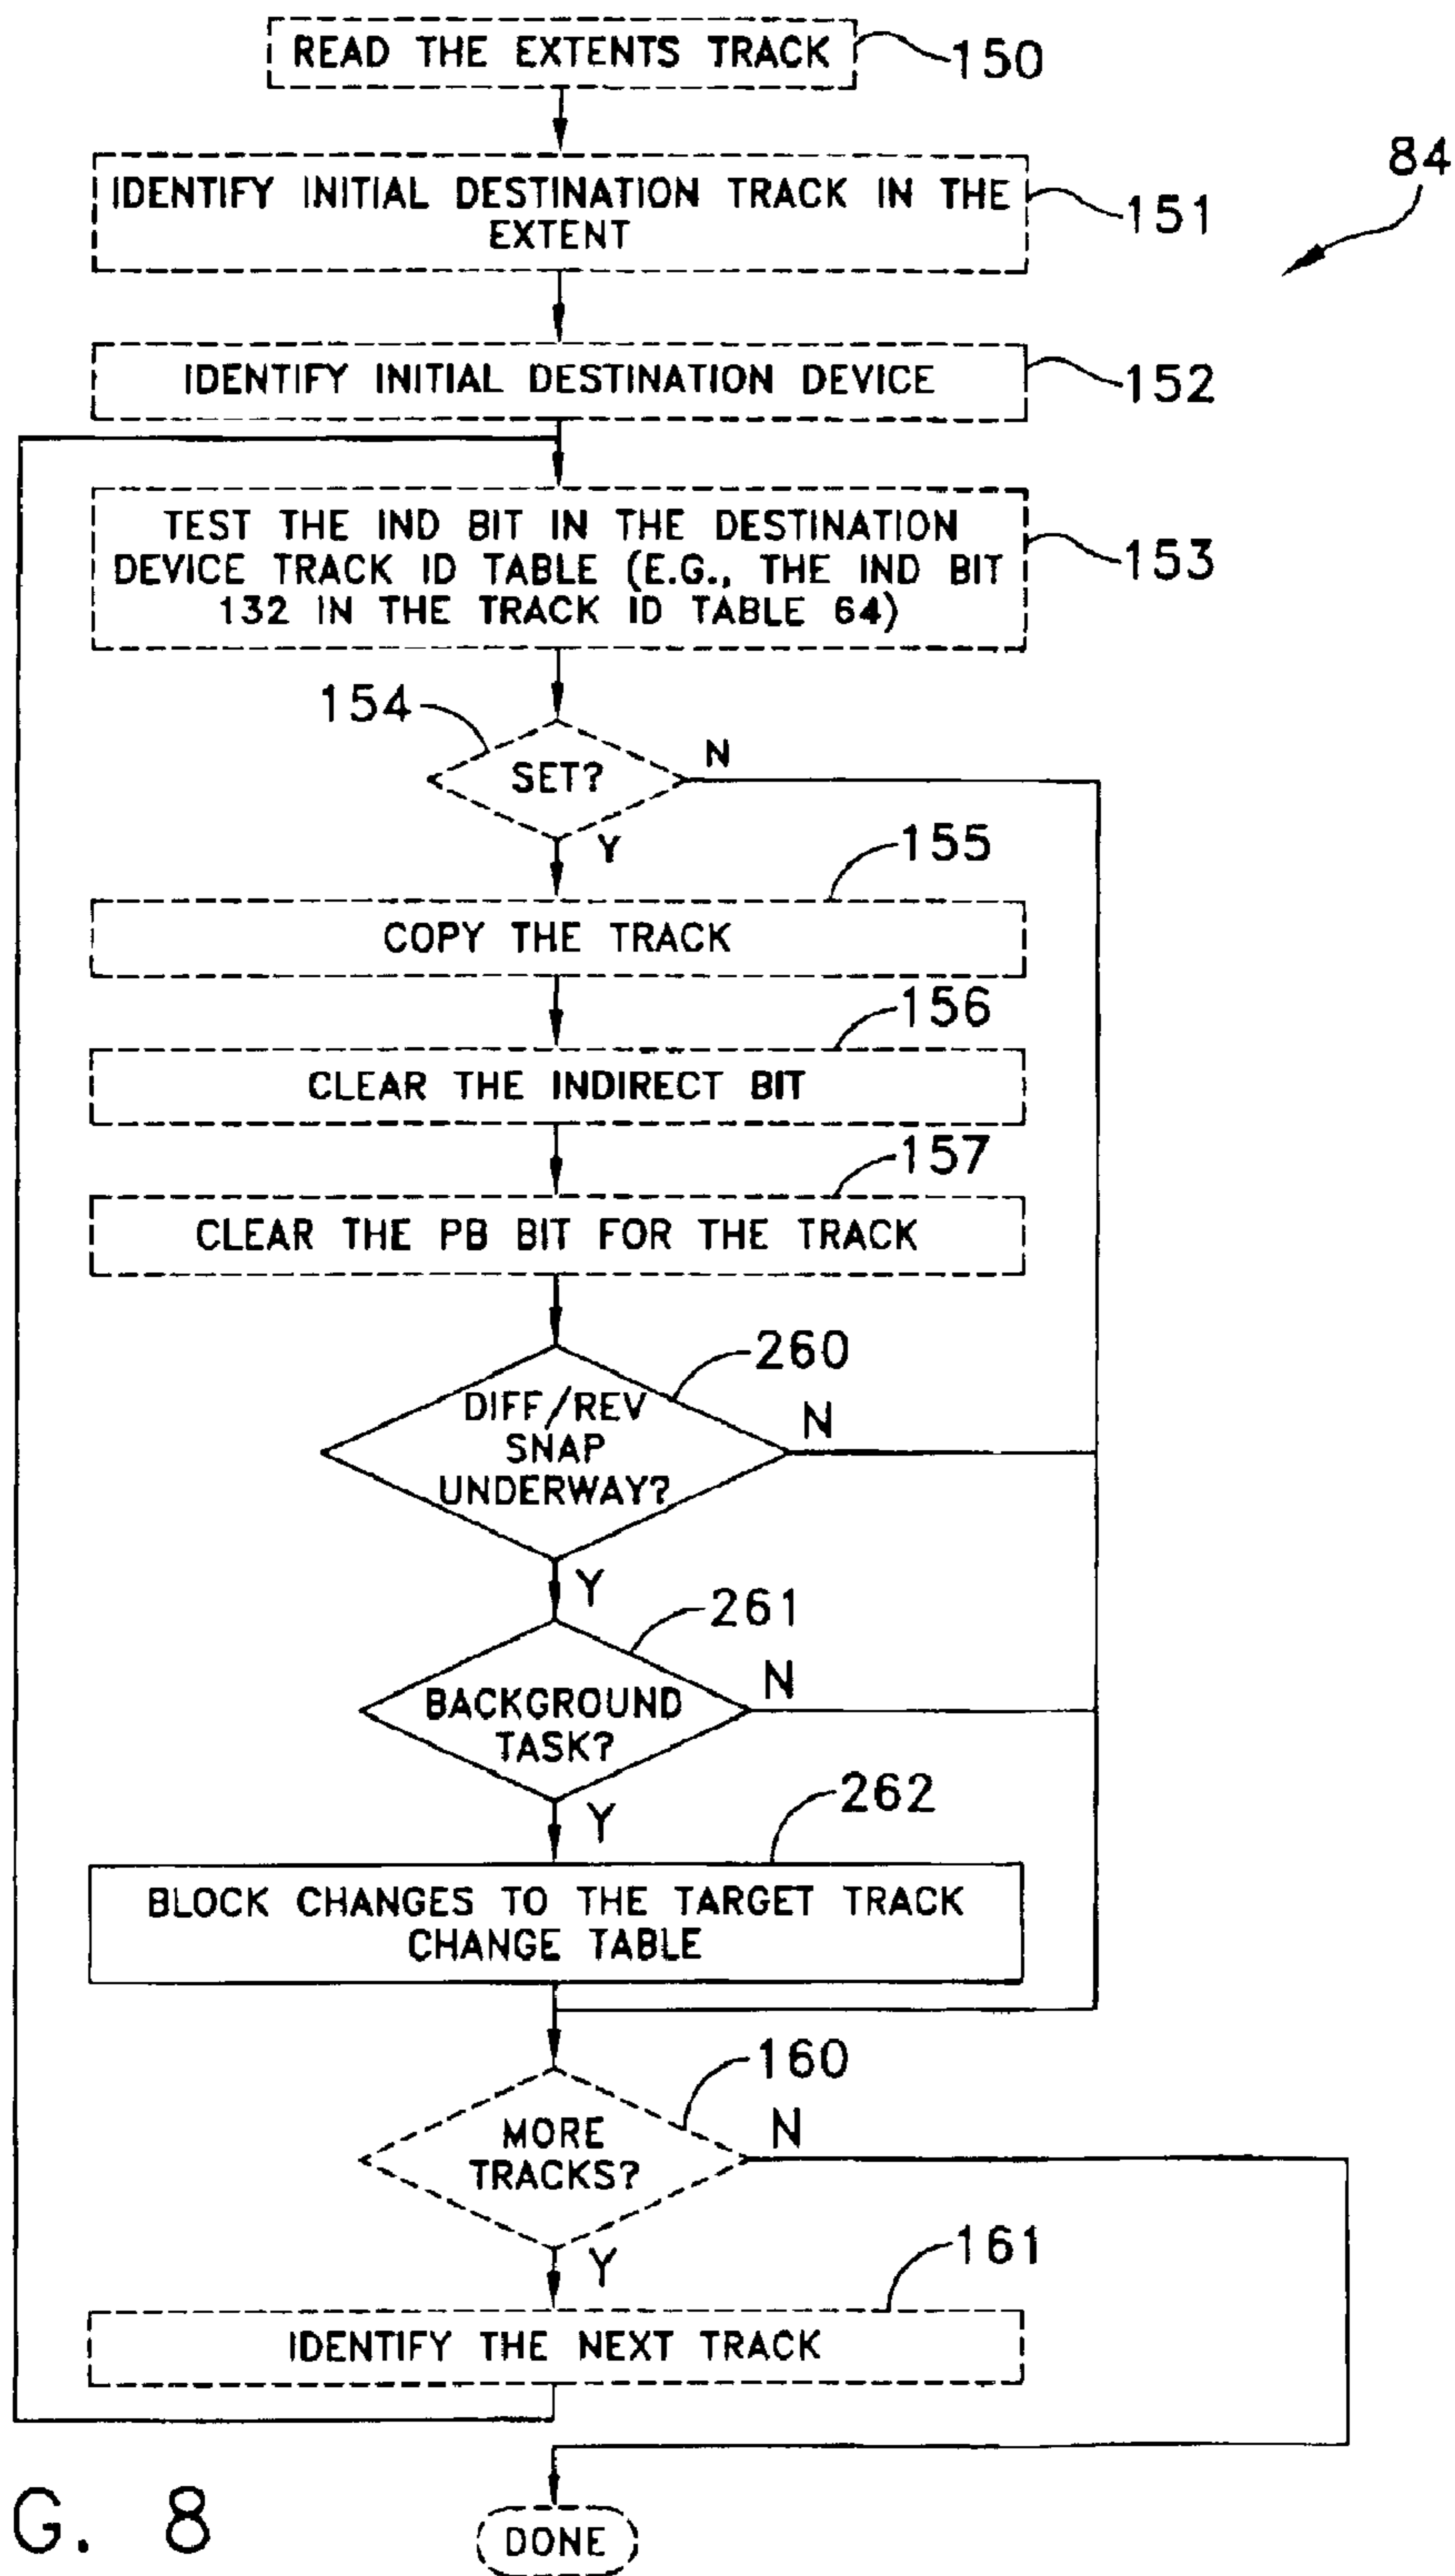 READ THE EXTENTS TRACK
150
84
IDENTIFY INITIAL DESTINATION TRACK IN THE
EXTENT
151
IDENTIFY INITIAL DESTINATION DEVICE
152
TEST THE IND BIT IN THE DESTINATION
DEVICE TRACK ID TABLE (E.G., THE IND BIT
132 IN THE TRACK ID TABLE 64)
153
154
SET?
N
Y
155
COPY THE TRACK
156
CLEAR THE INDIRECT BIT
157
CLEAR THE PB BIT FOR THE TRACK
260
DIFF/REV
SNAP
UNDERWAY?
N
Y
261
BACKGROUND
TASK?
N
Y
262
BLOCK CHANGES TO THE TARGET TRACK
CHANGE TABLE
160
MORE
TRACKS?
N
Y
161
IDENTIFY THE NEXT TRACK
G. 8
DONE